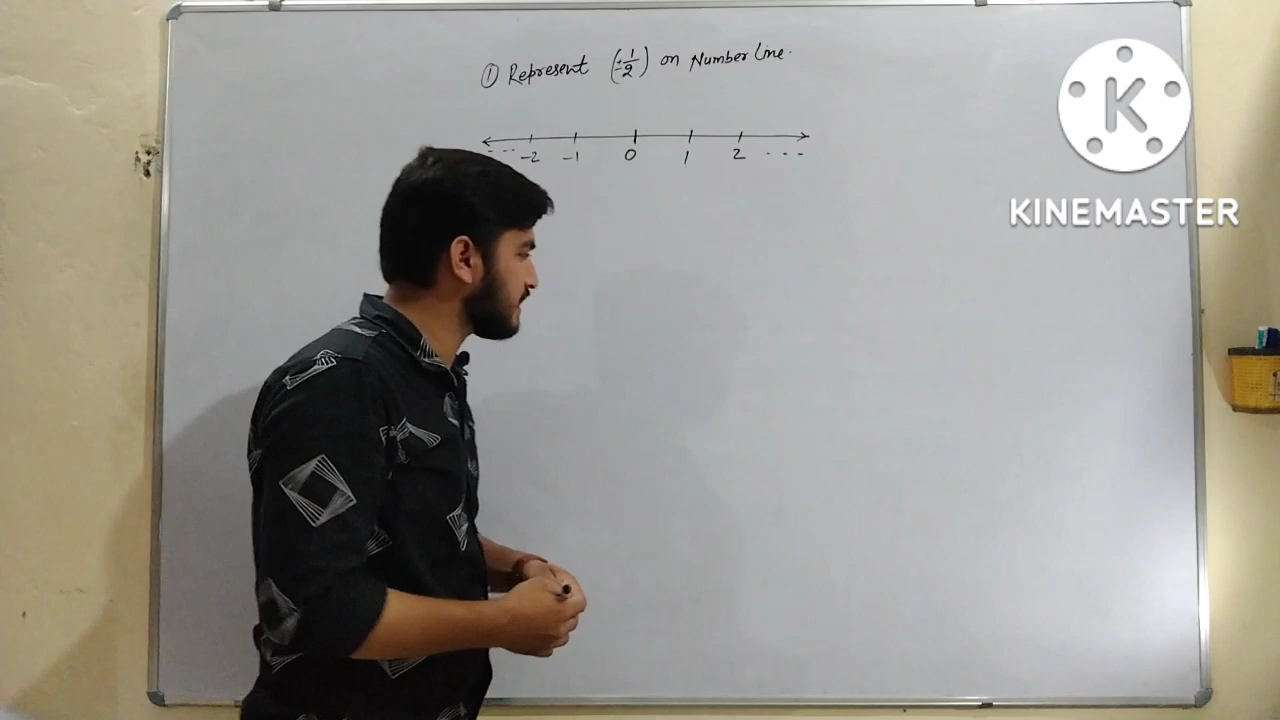 ① Represent (±1/2) on Number line.
--- -2 -1 0 1 2 ----
K
KINEMASTER